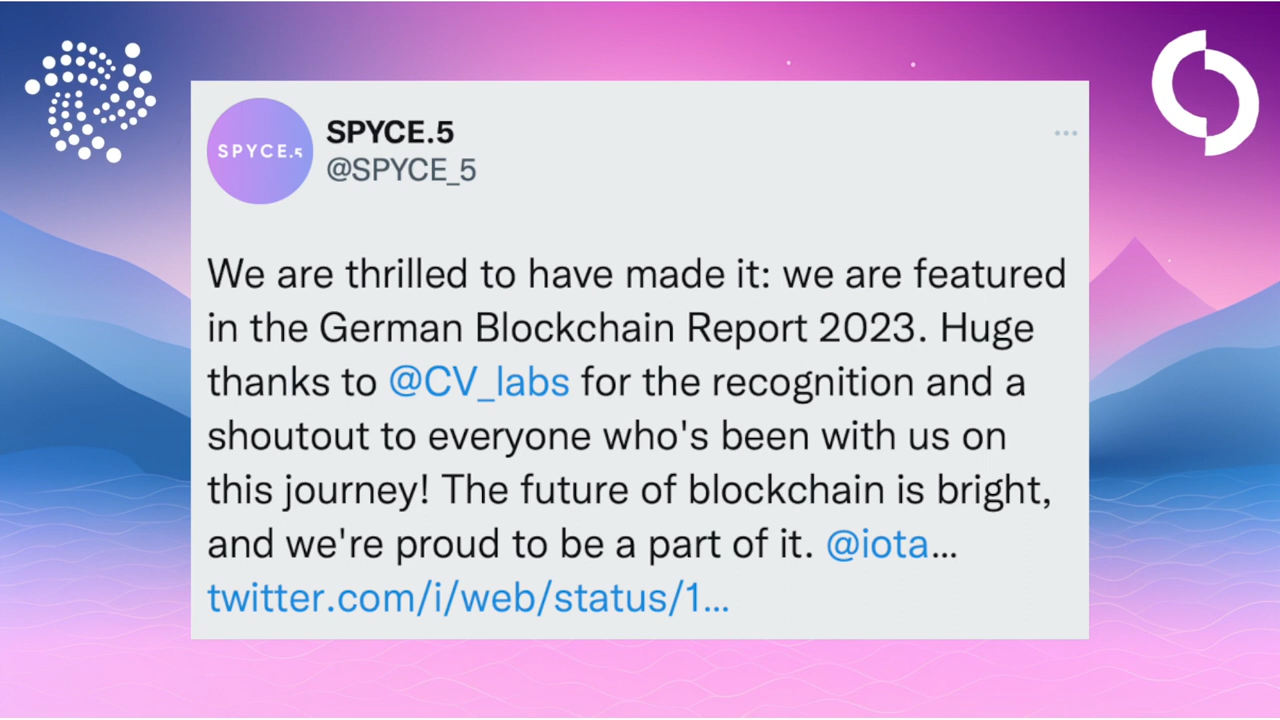 SPYCE.5
SPYCE.5
@SPYCE_5
We are thrilled to have made it: we are featured
in the German Blockchain Report 2023. Huge
thanks to @CV_labs for the recognition and a
shoutout to everyone who's been with us on
this journey! The future of blockchain is bright,
and we're proud to be a part of it. @iota...
twitter.com/i/web/status/1...